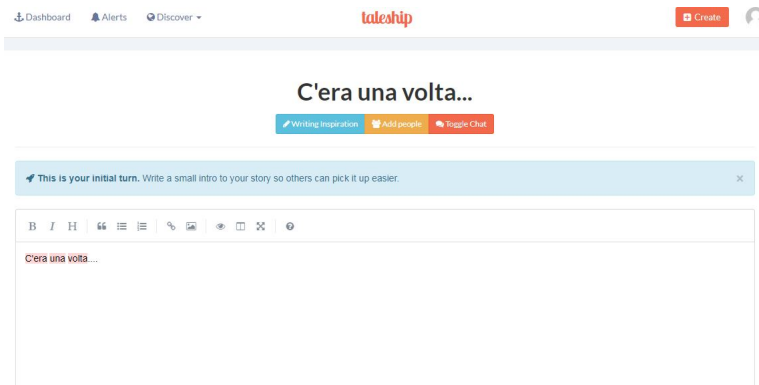 Dashboard Alerts Discover taleship Create
C'era una volta...
Writing Inspiration Add people Toggle Chat
This is your initial turn. Write a small intro to your story so others can pick it up easier. ×
B I H
C'era una volta....